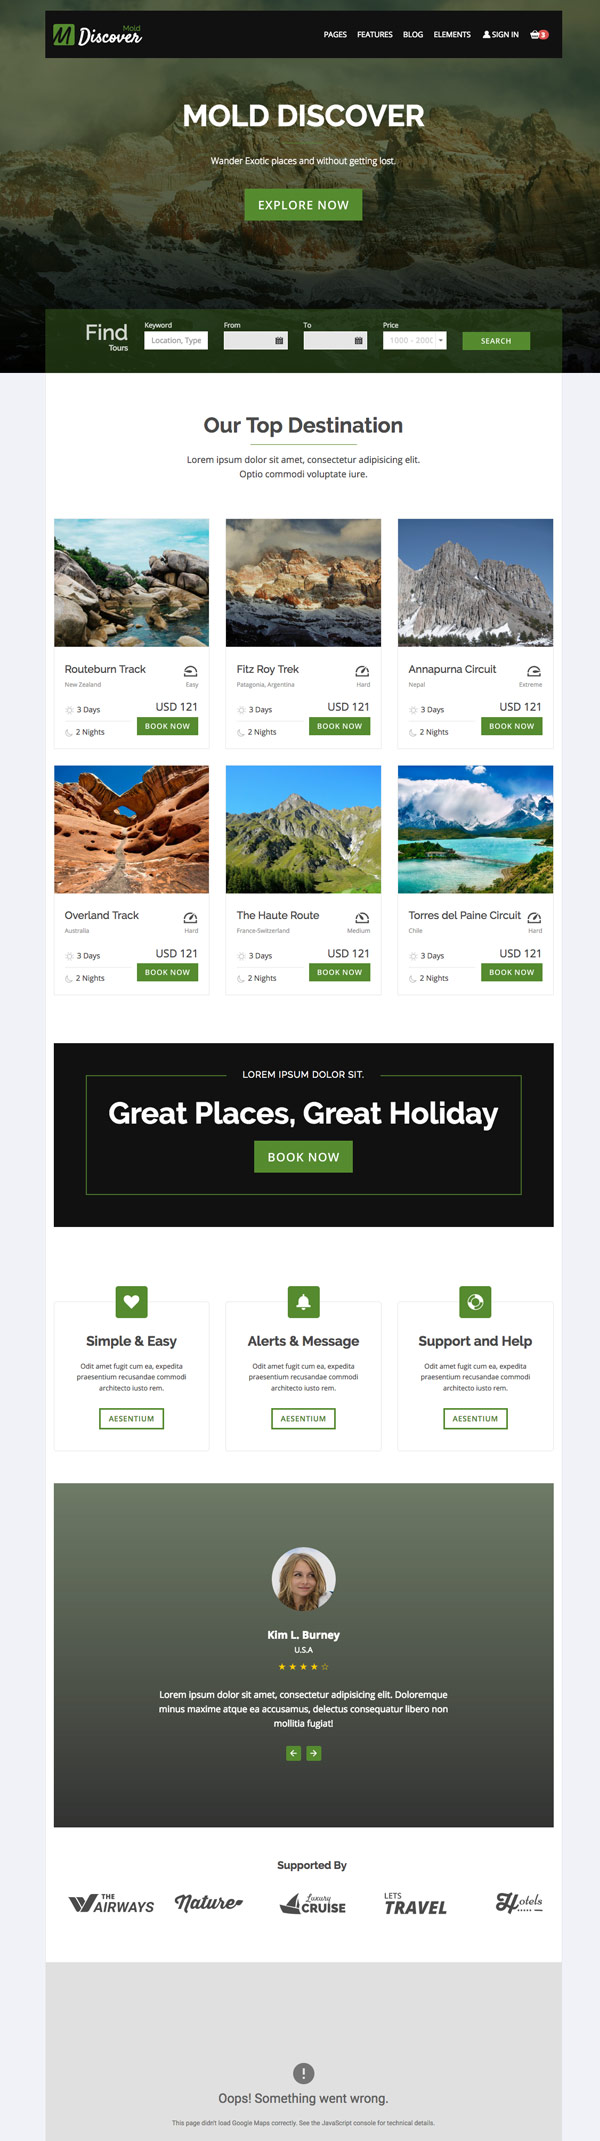 M Discover Mold
PAGES FEATURES BLOG ELEMENTS SIGN IN 3
MOLD DISCOVER
Wander Exotic places and without getting lost.
EXPLORE NOW
Find
Tours
Keyword From To Price
Location, Type 1000 - 2000 SEARCH
Our Top Destination
Lorem ipsum dolor sit amet, consectetur adipisicing elit.
Optio commodi voluptate iure.
Routeburn Track
New Zealand Easy
3 Days USD 121
2 Nights BOOK NOW
Fitz Roy Trek
Patagonia, Argentina Hard
3 Days USD 121
2 Nights BOOK NOW
Annapurna Circuit
Nepal Extreme
3 Days USD 121
2 Nights BOOK NOW
Overland Track
Australia Hard
3 Days USD 121
2 Nights BOOK NOW
The Haute Route
France-Switzerland Medium
3 Days USD 121
2 Nights BOOK NOW
Torres del Paine Circuit
Chile Hard
3 Days USD 121
2 Nights BOOK NOW
LOREM IPSUM DOLOR SIT.
Great Places, Great Holiday
BOOK NOW
Simple & Easy
Odit amet fugit cum ea, expedita
praesentium recusandae commodi
architecto iusto rem.
AESENTIUM
Alerts & Message
Odit amet fugit cum ea, expedita
praesentium recusandae commodi
architecto iusto rem.
AESENTIUM
Support and Help
Odit amet fugit cum ea, expedita
praesentium recusandae commodi
architecto iusto rem.
AESENTIUM
Kim L. Burney
U.S.A
Lorem ipsum dolor sit amet, consectetur adipisicing elit. Doloremque
minus maxime atque ea accusamus, delectus consequatur libero non
mollitia fugiat!
Supported By
THE
AIRWAYS
Nature
Luxury
CRUISE
LETS
TRAVEL
Hotels
Oops! Something went wrong.
This page didn't load Google Maps correctly. See the JavaScript console for technical details.